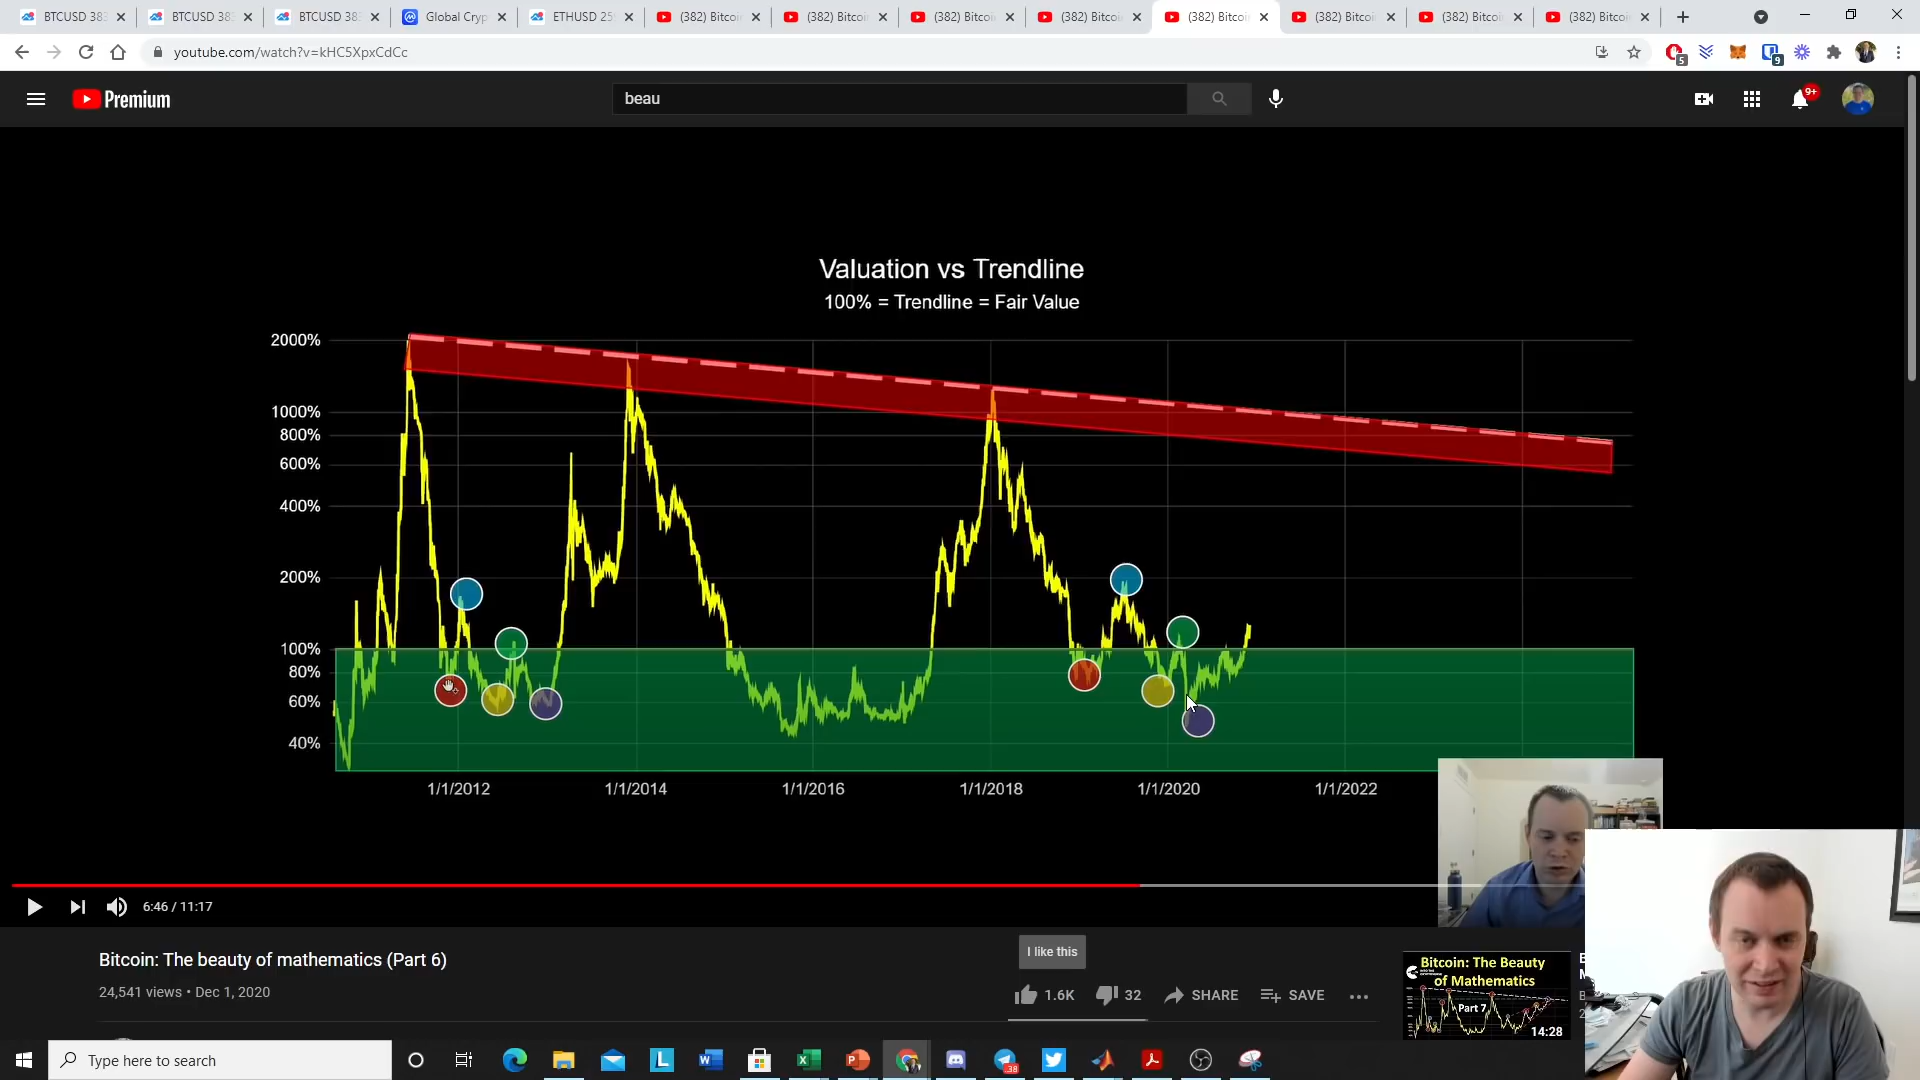 BTCUSD 38
BTCUSD 38
BTCUSD 38
Global Cryp
ETHUSD 25
(382) Bitcoi
(382) Bitcoi
(382) Bitcoi
(382) Bitcoi
(382) Bitcoi
(382) Bitcoi
(382) Bitcoi
(382) Bitcoi
youtube.com/watch?v=kHC5XpxCdCc
5
9
Premium
beau
9+
Valuation vs Trendline
100% = Trendline = Fair Value
2000%
1000%
800%
600%
400%
200%
100%
80%
60%
40%
1/1/2012
1/1/2014
1/1/2016
1/1/2018
1/1/2020
1/1/2022
6:46 / 11:17
I like this
Bitcoin: The beauty of mathematics (Part 6)
24,541 views • Dec 1, 2020
1.6K
32
SHARE
SAVE
Bitcoin: The Beauty
of Mathematics
Part 7
14:28
Type here to search
38